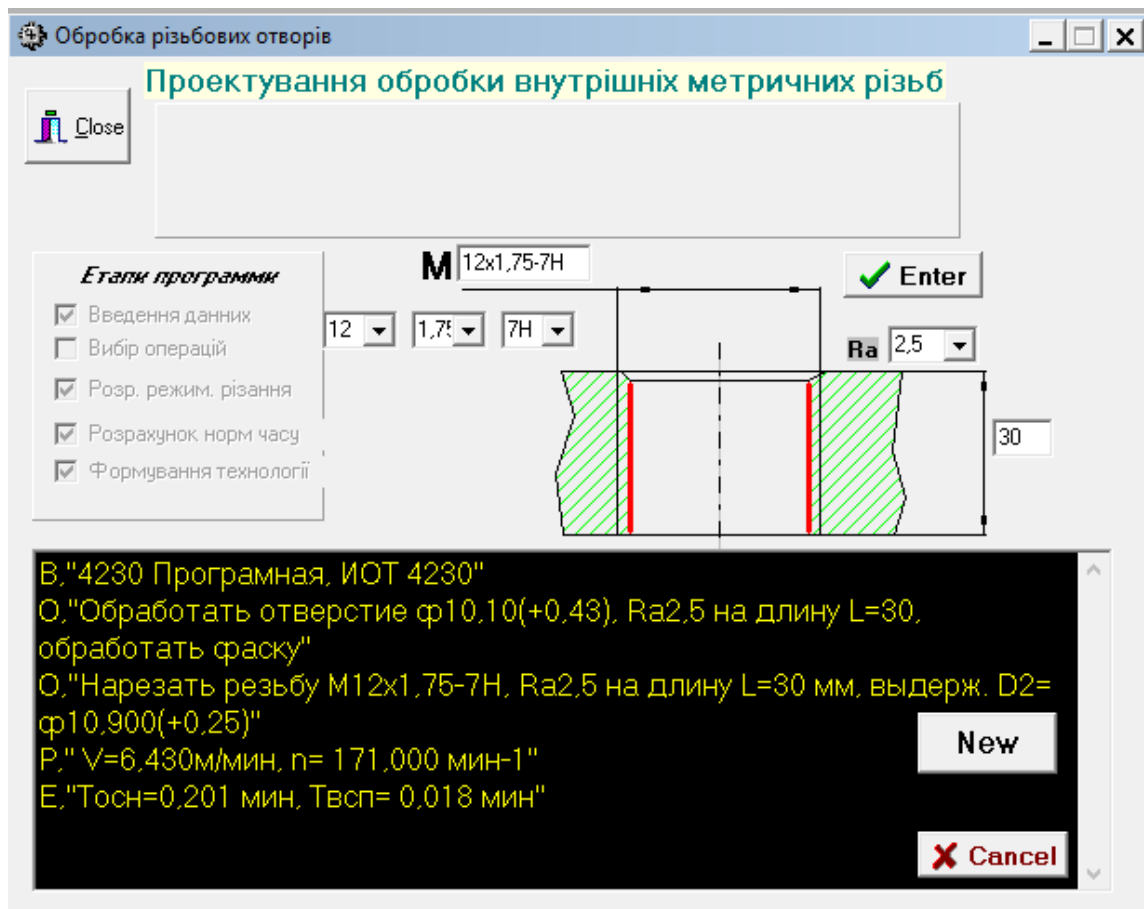 Обробка різьбових отворів
Проектування обробки внутрішніх метричних різьб
Close
Етапи программи
Введення данних
Вибір операцій
Розр. режим. різання
Розрахунок норм часу
Формування технології
М 12x1,75-7H
12 1,75 7H
Enter
Ra 2,5
30
В,"4230 Програмная, ИОТ 4230"
О,"Обработать отверстие ф10,10(+0,43), Ra2,5 на длину L=30,
обработать фаску"
О,"Нарезать резьбу М12х1,75-7Н, Ra2,5 на длину L=30 мм, выдерж. D2=
ф10,900(+0,25)"
Р," V=6,430м/мин, n= 171,000 мин-1"
Е,"Тосн=0,201 мин, Твсп= 0,018 мин"
New
Cancel